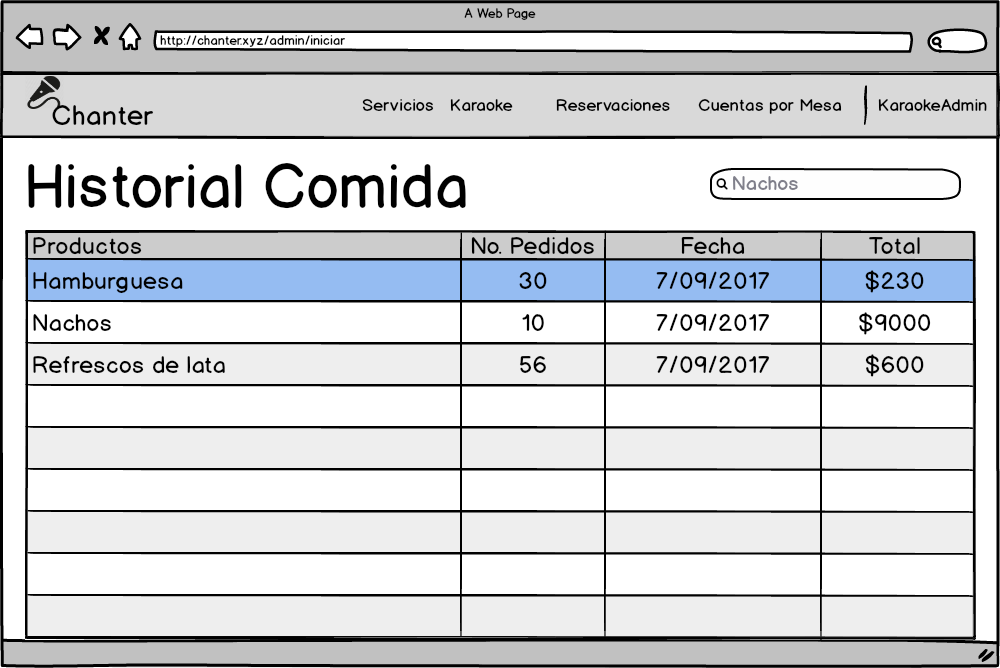 A Web Page
http://chanter.xyz/admin/iniciar
Chanter
Servicios Karaoke Reservaciones Cuentas por Mesa KaraokeAdmin
Historial Comida
Nachos
Productos No. Pedidos Fecha Total
Hamburguesa 30 7/09/2017 $230
Nachos 10 7/09/2017 $9000
Refrescos de lata 56 7/09/2017 $600